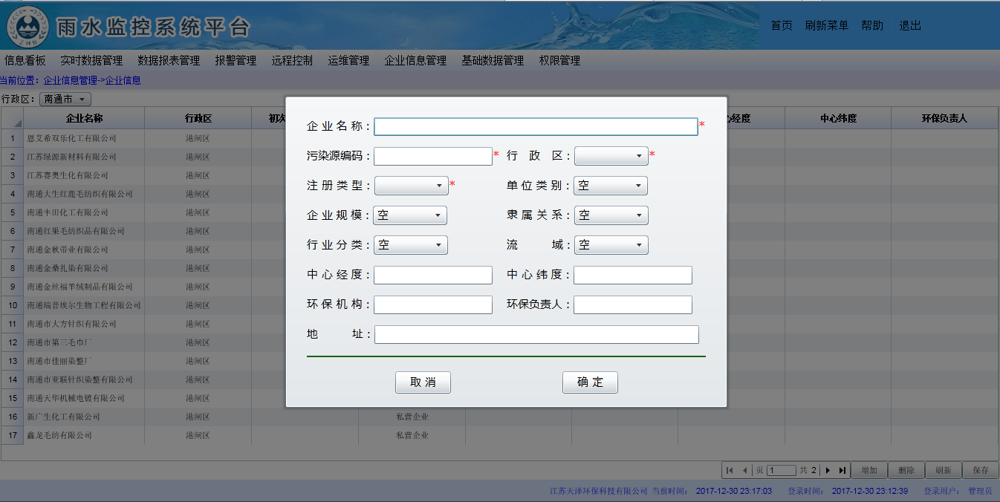 ZHB
雨水监控系统平台
首页 刷新菜单 帮助 退出
信息看板 实时数据管理 数据报表管理 报警管理 远程控制 运维管理 企业信息管理 基础数据管理 权限管理
当前位置: 企业信息管理->企业信息
行政区: 南通市
企业名称 行政区 初次 心经度 中心纬度 环保负责人
1 恩艾希双乐化工有限公司 港闸区
2 江苏绿源新材料有限公司 港闸区
3 江苏赛奥生化有限公司 港闸区
4 南通大生红鹿毛纺织有限公司 港闸区
5 南通丰田化工有限公司 港闸区
6 南通红果毛纺织品有限公司 港闸区
7 南通金秋带业有限公司 港闸区
8 南通金桑扎染有限公司 港闸区
9 南通金丝福羊绒制品有限公司 港闸区
10 南通瑞普埃尔生物工程有限公司 港闸区
11 南通市大方针织有限公司 港闸区
12 南通市第三毛巾厂 港闸区
13 南通市佳丽染整厂 港闸区
14 南通市亚联针织染整有限公司 港闸区
15 南通天华机械电镀有限公司 港闸区
16 新广生化工有限公司 港闸区 私营企业
17 鑫龙毛纺有限公司 港闸区 私营企业
企业名称: *
污染源编码: * 行政区: *
注册类型: * 单位类别: 空
企业规模: 空 隶属关系: 空
行业分类: 空 流域: 空
中心经度: 中心纬度:
环保机构: 环保负责人:
地址:
取消 确定
页 1 共 2 增加 删除 刷新 保存
江苏天泽环保科技有限公司 当前时间: 2017-12-30 23:17:03 登录时间: 2017-12-30 23:12:39 登录用户: 管理员